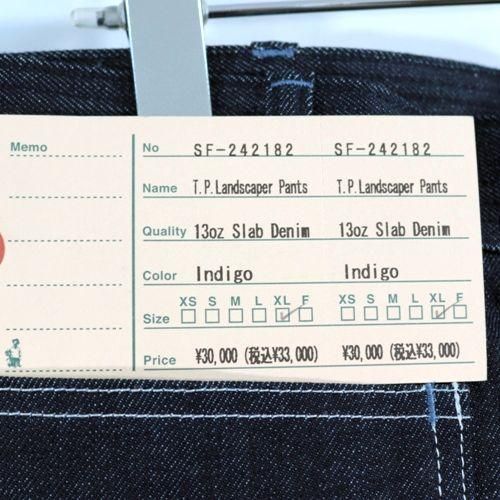 Memo
No SF-242182 SF-242182
Name T.P.Landscaper Pants T.P.Landscaper Pants
Quality 13oz Slab Denim 13oz Slab Denim
Color Indigo Indigo
XS S M L XL F XS S M L XL F
Size
Price ¥30,000 (税込¥33,000) ¥30,000 (税込¥33,000)